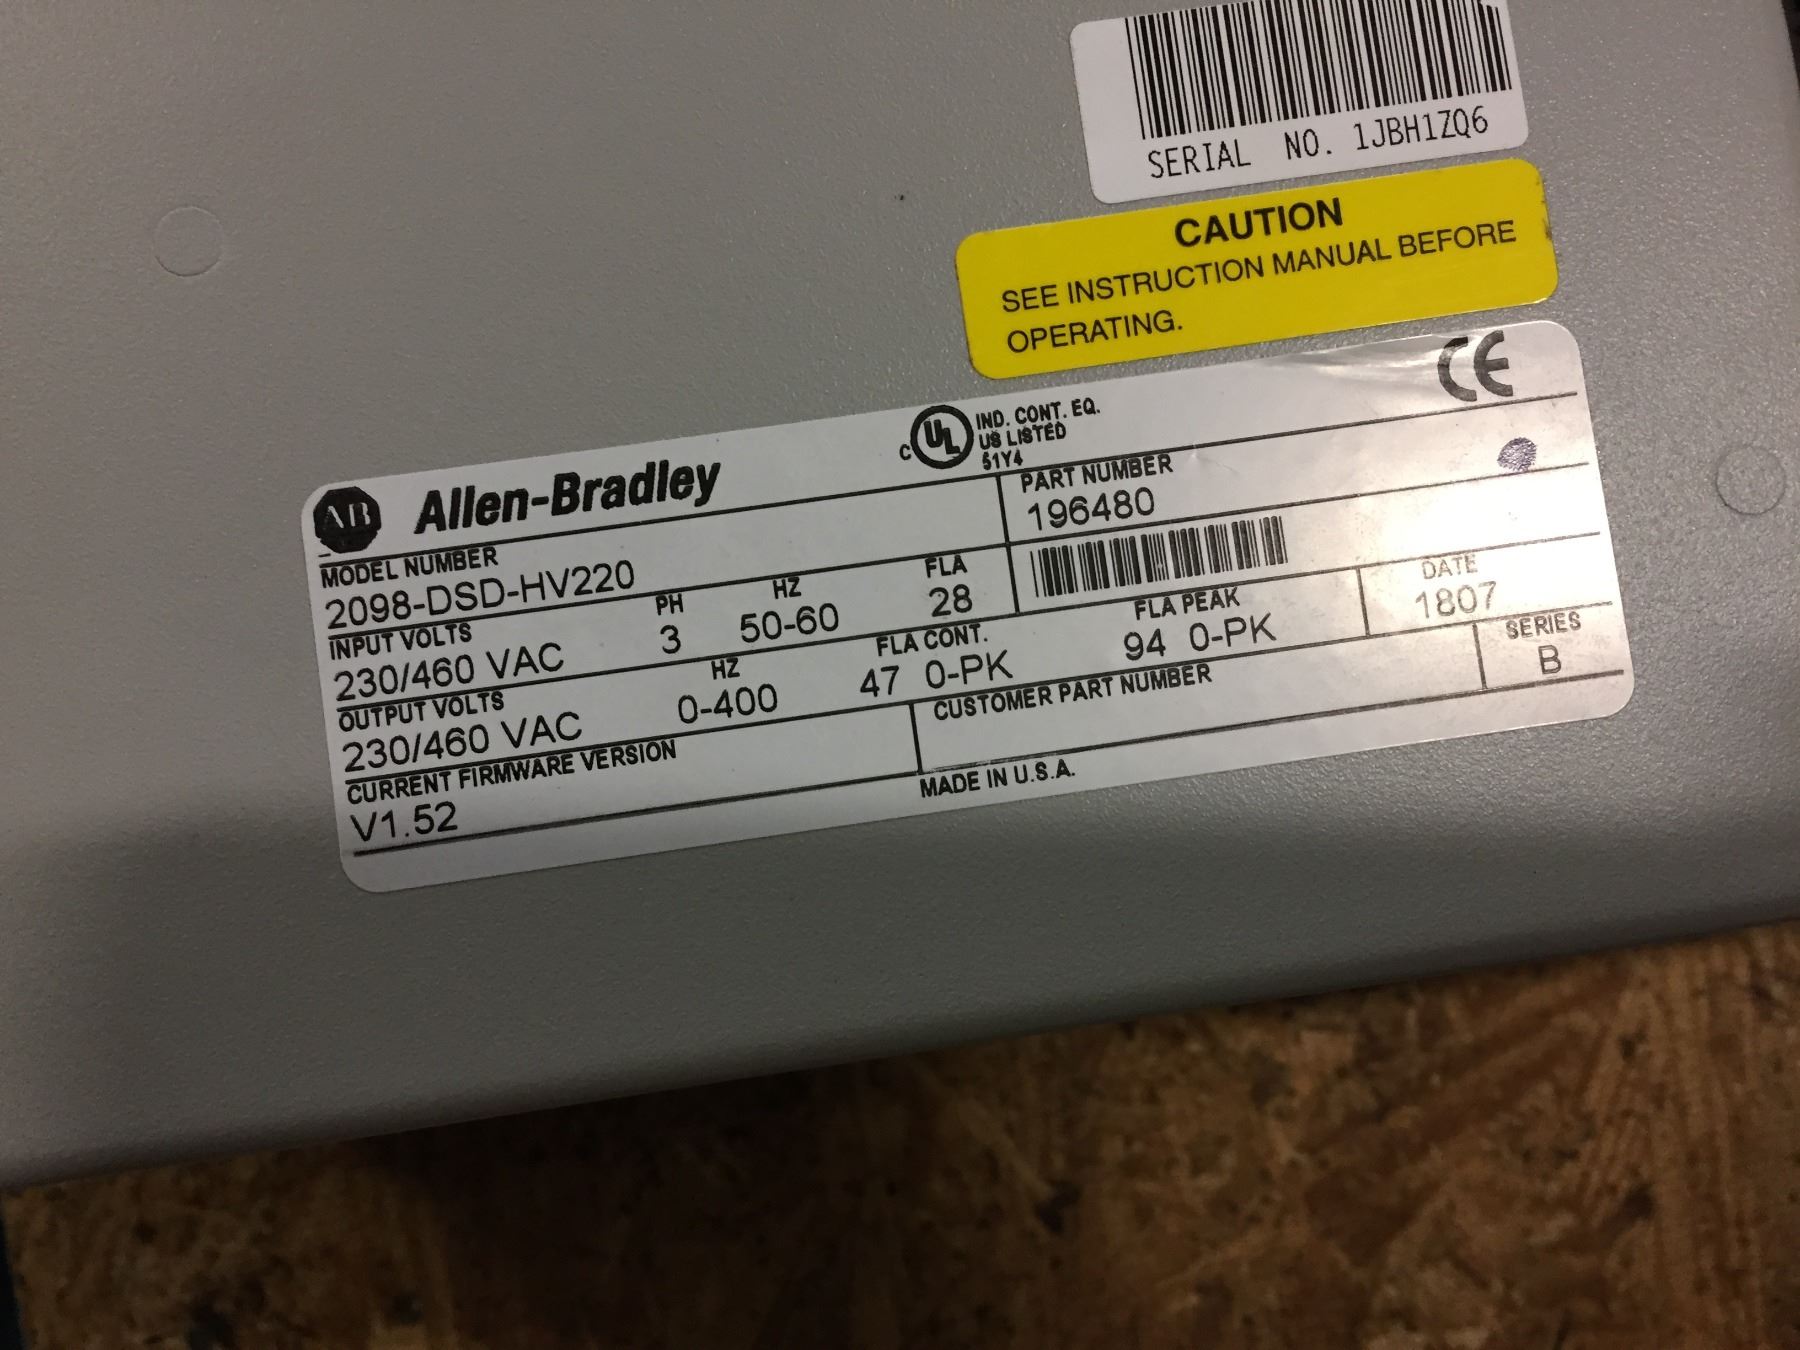 SERIAL NO. 1JBH1ZQ6
CAUTION
SEE INSTRUCTION MANUAL BEFORE
OPERATING.
AB Allen-Bradley
C UL IND. CONT. EQ.
US LISTED
51Y4
CE
MODEL NUMBER
2098-DSD-HV220
PART NUMBER
196480
INPUT VOLTS PH HZ FLA
230/460 VAC 3 50-60 28
OUTPUT VOLTS HZ FLA CONT. FLA PEAK
230/460 VAC 0-400 47 0-PK 94 0-PK
DATE
1807
CURRENT FIRMWARE VERSION
V1.52
CUSTOMER PART NUMBER
SERIES
B
MADE IN U.S.A.